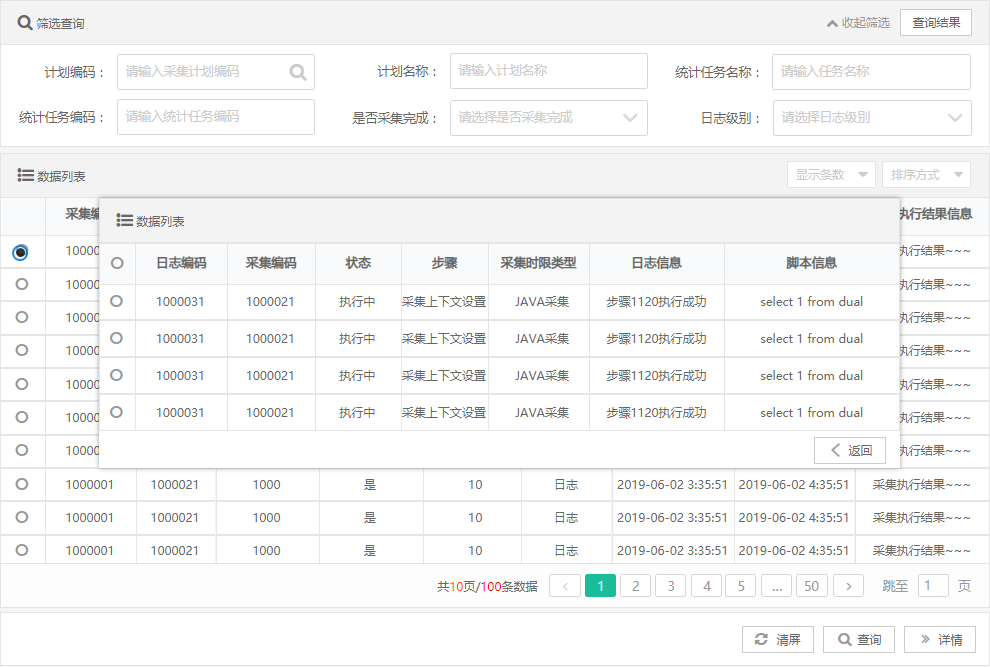 筛选查询 收起筛选 查询结果
计划编码： 请输入采集计划编码 计划名称： 请输入计划名称 统计任务名称： 请输入任务名称
统计任务编码： 请输入统计任务编码 是否采集完成： 请选择是否采集完成 日志级别： 请选择日志级别
数据列表 显示条数 排序方式
采集编 执行结果信息
数据列表
1000 执行结果~~~
日志编码 采集编码 状态 步骤 采集时限类型 日志信息 脚本信息
1000 执行结果~~~
1000031 1000021 执行中 采集上下文设置 JAVA采集 步骤1120执行成功 select 1 from dual
1000 执行结果~~~
1000031 1000021 执行中 采集上下文设置 JAVA采集 步骤1120执行成功 select 1 from dual
1000 执行结果~~~
1000031 1000021 执行中 采集上下文设置 JAVA采集 步骤1120执行成功 select 1 from dual
1000 执行结果~~~
1000031 1000021 执行中 采集上下文设置 JAVA采集 步骤1120执行成功 select 1 from dual
1000 执行结果~~~
1000 执行结果~~~
返回
1000001 1000021 1000 是 10 日志 2019-06-02 3:35:51 2019-06-02 4:35:51 采集执行结果~~~
1000001 1000021 1000 是 10 日志 2019-06-02 3:35:51 2019-06-02 4:35:51 采集执行结果~~~
1000001 1000021 1000 是 10 日志 2019-06-02 3:35:51 2019-06-02 4:35:51 采集执行结果~~~
共10页/100条数据 < 1 2 3 4 5 ... 50 > 跳至 1 页
清屏 查询 详情